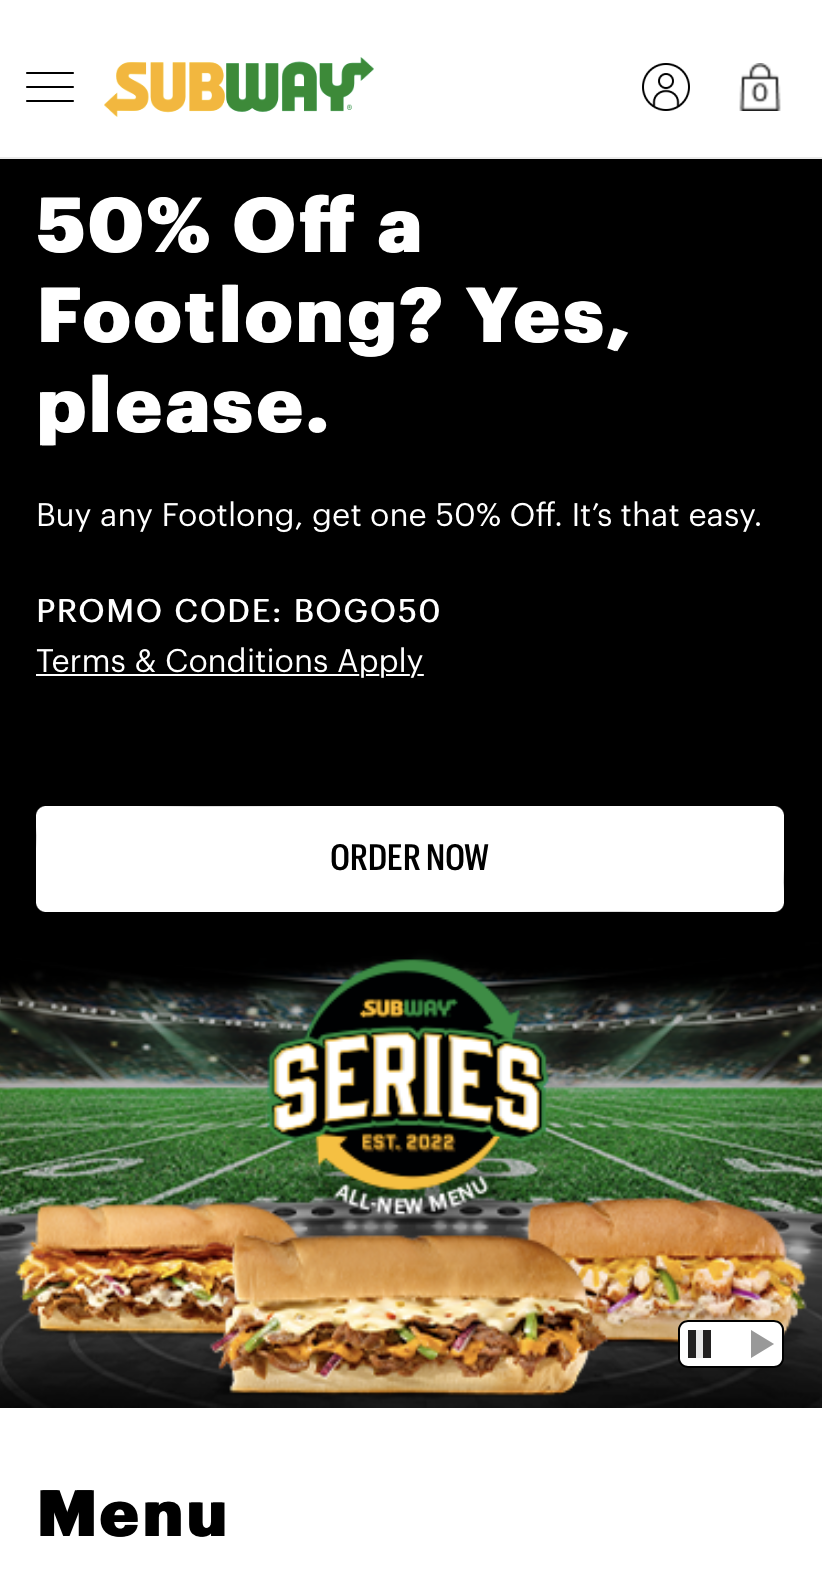 SUBWAY
0
50% Off a
Footlong? Yes,
please.
Buy any Footlong, get one 50% Off. It’s that easy.
PROMO CODE: BOGO50
Terms & Conditions Apply
ORDER NOW
SUBWAY
SERIES
EST. 2022
ALL-NEW MENU
Menu